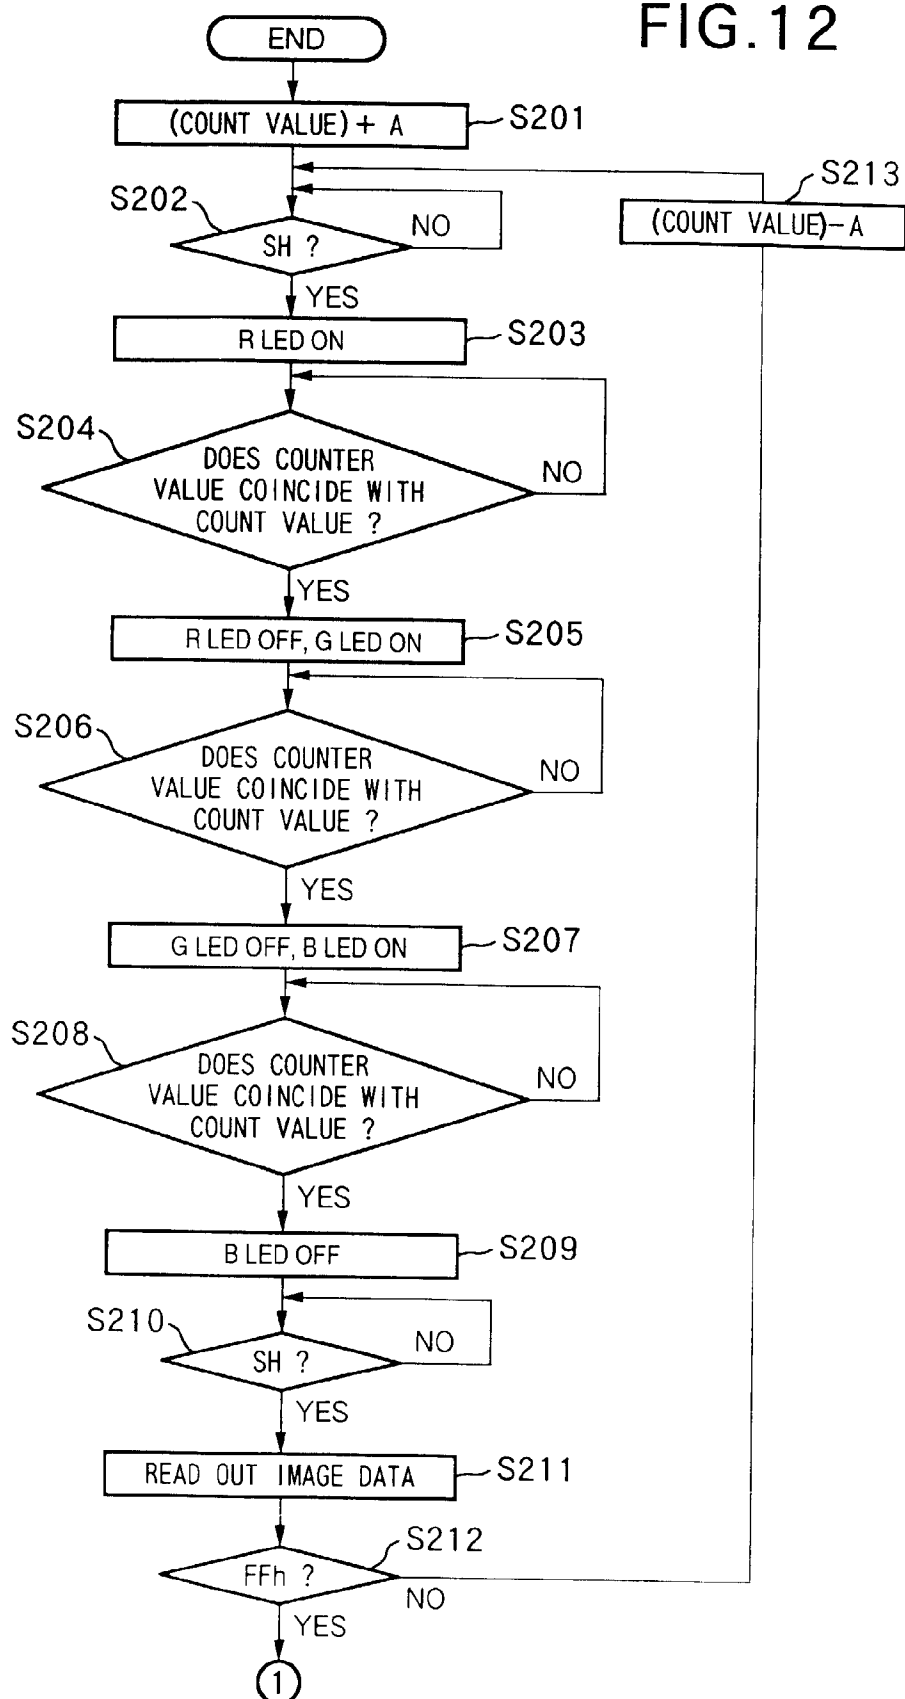 FIG.12
END
(COUNT VALUE) + A
S201
S213
(COUNT VALUE) - A
S202
SH ?
NO
YES
R LED ON
S203
S204
DOES COUNTER
VALUE COINCIDE WITH
COUNT VALUE ?
NO
YES
R LED OFF, G LED ON
S205
S206
DOES COUNTER
VALUE COINCIDE WITH
COUNT VALUE ?
NO
YES
G LED OFF, B LED ON
S207
S208
DOES COUNTER
VALUE COINCIDE WITH
COUNT VALUE ?
NO
YES
B LED OFF
S209
S210
SH ?
NO
YES
READ OUT IMAGE DATA
S211
S212
FFh ?
NO
YES
1